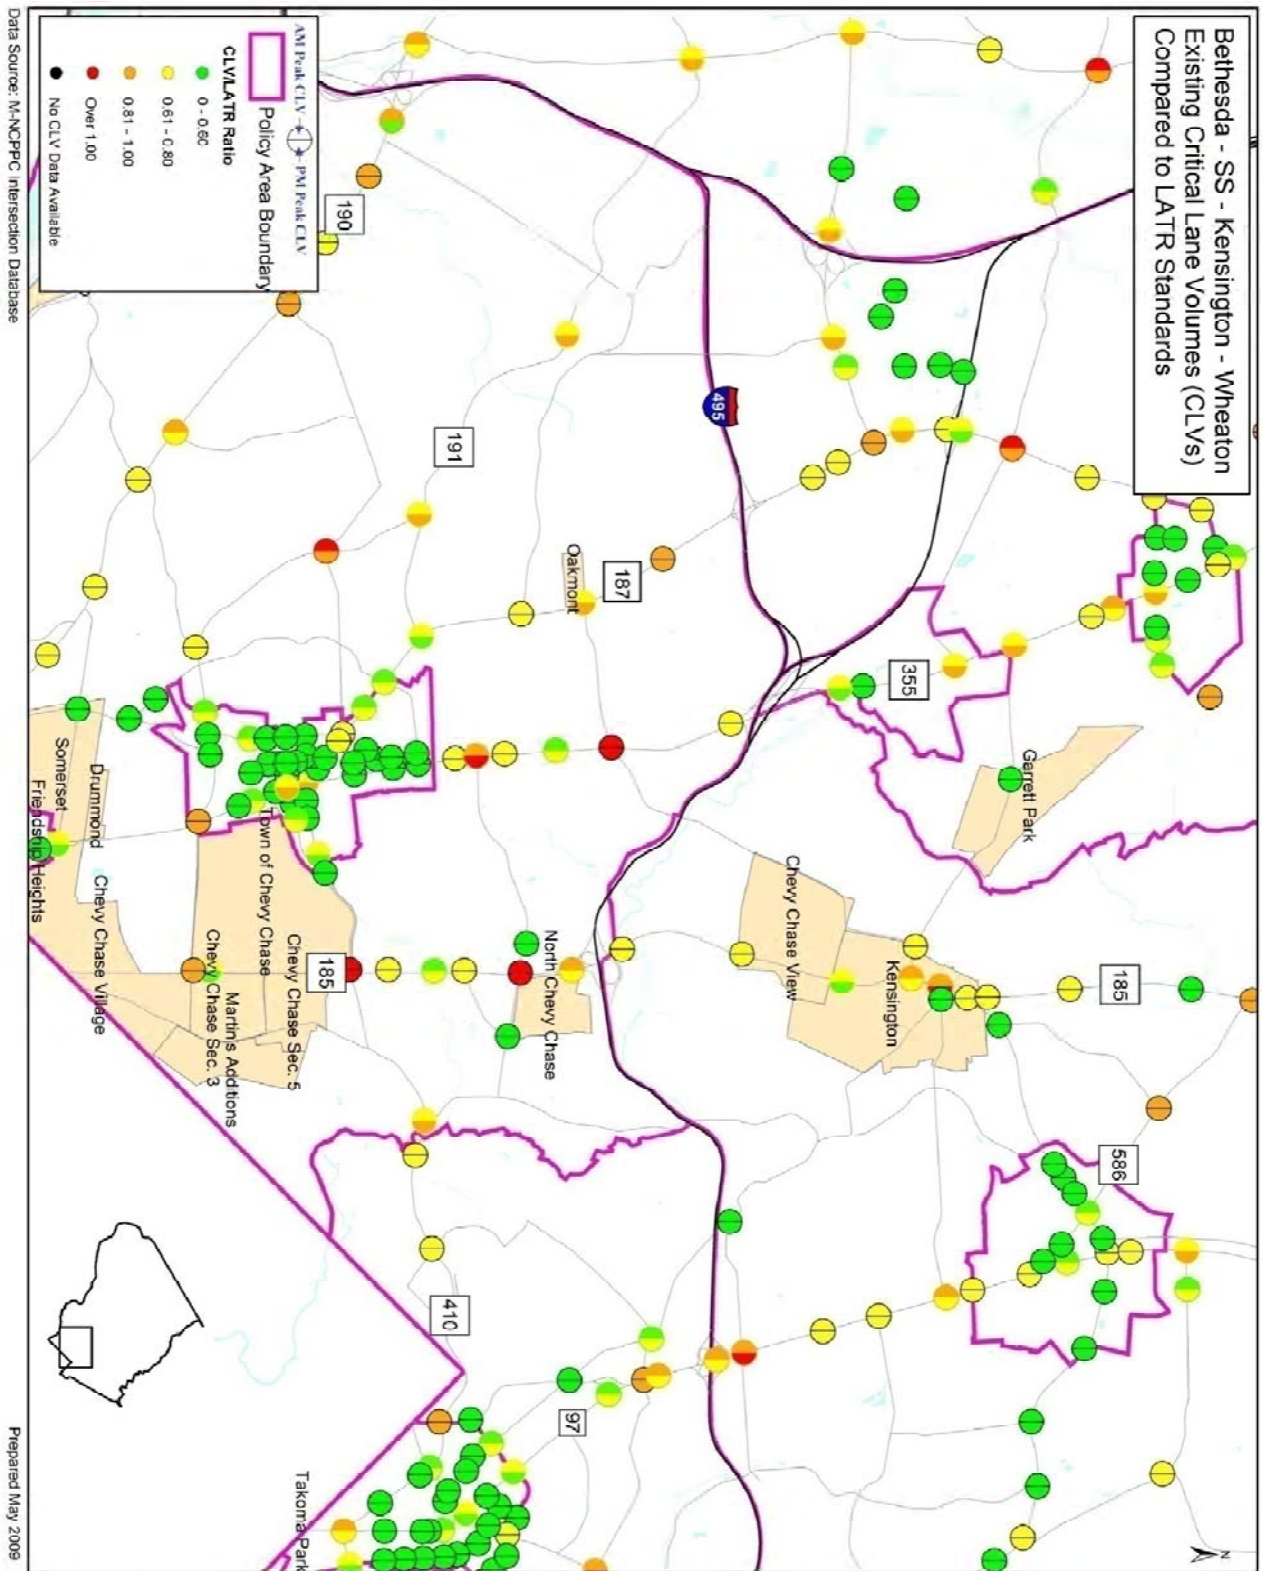 Bethesda - SS - Kensington - Wheaton
Existing Critical Lane Volumes (CLVs)
Compared to LATR Standards
495
355
Garrett Park
Chevy Chase View
Kensington
185
586
187
Oakmont
191
190
North Chevy Chase
185
Chevy Chase Sec. 5
Town of Chevy Chase
Martin's Additions
Chevy Chase Sec. 3
Chevy Chase Village
Drummond
Somerset
Friendship Heights
410
97
Takoma Park
N
AM Peak CLV
PM Peak CLV
Policy Area Boundary
CLV/LATR Ratio
0 - 0.60
0.61 - 0.80
0.81 - 1.00
Over 1.00
No CLV Data Available
Data Source: M-NCPPC Intersection Database
Prepared May 2009